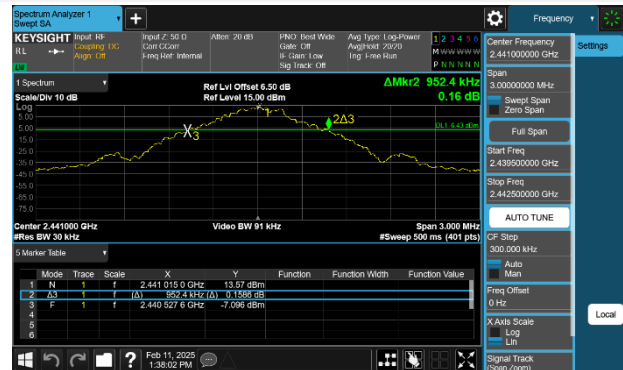 Spectrum Analyzer 1
Swept SA
Frequency
KEYSIGHT
RL
Input: RF
Coupling: DC
Align: Off
Input Z: 50 Ω
Corr CCorr
Freq Ref: Internal
Atten: 20 dB
PNO: Best Wide
Gate: Off
IF Gain: Low
Sig Track: Off
Avg Type: Log-Power
Avg|Hold: 20/20
Trig: Free Run
1 2 3 4 5 6
M W W W W W
P N N N N N
1 Spectrum
Scale/Div 10 dB
Log
Ref Lvl Offset 6.50 dB
Ref Level 15.00 dBm
ΔMkr2 952.4 kHz
0.16 dB
5.00
-5.00
-15.0
-25.0
-35.0
-45.0
-55.0
-65.0
-75.0
X3
2Δ3
DL1 -6.43 dBm
Center 2.441000 GHz
#Res BW 30 kHz
Video BW 91 kHz
Span 3.000 MHz
#Sweep 500 ms (401 pts)
5 Marker Table
Mode Trace Scale X Y Function Function Width Function Value
1 N 1 f 2.441 015 0 GHz 13.57 dBm
2 Δ3 1 f (Δ) 952.4 kHz (Δ) 0.1586 dB
3 F 1 f 2.440 527 6 GHz -7.096 dBm
4
5
6
Feb 11, 2025
1:38:02 PM
Center Frequency
2.441000000 GHz
Settings
Span
3.00000000 MHz
Swept Span
Zero Span
Full Span
Start Freq
2.439500000 GHz
Stop Freq
2.442500000 GHz
AUTO TUNE
CF Step
300.000 kHz
Auto
Man
Freq Offset
0 Hz
X Axis Scale
Log
Lin
Local
Signal Track
(Span Zoom)